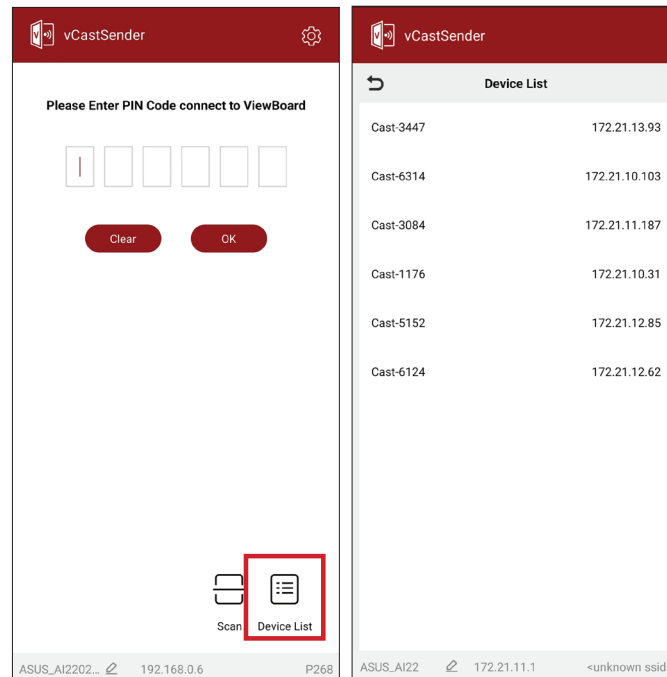 vCastSender
Please Enter PIN Code connect to ViewBoard
Clear OK
Scan Device List
ASUS_AI2202... 192.168.0.6 P268
vCastSender
Device List
Cast-3447 172.21.13.93
Cast-6314 172.21.10.103
Cast-3084 172.21.11.187
Cast-1176 172.21.10.31
Cast-5152 172.21.12.85
Cast-6124 172.21.12.62
ASUS_AI22 172.21.11.1 <unknown ssid